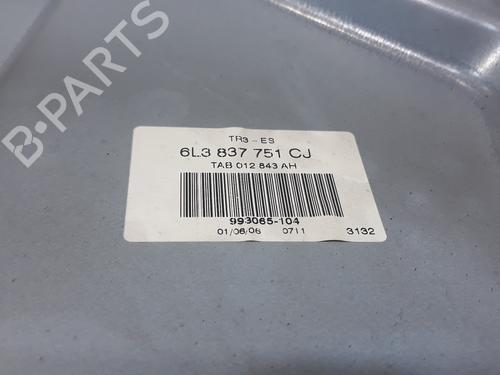 B-PARTS
TR3 - ES
6L3 837 751 CJ
TAB 012 843 AH
993065-104
01/06/06 0711 3132